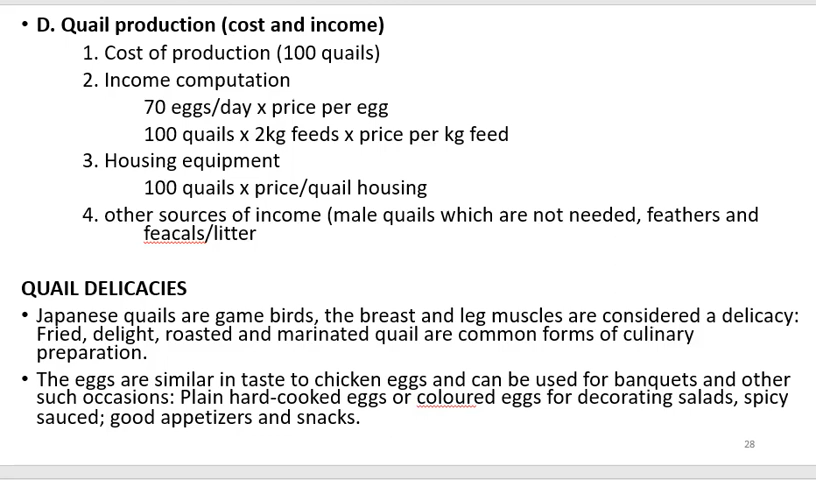 • D. Quail production (cost and income)
1. Cost of production (100 quails)
2. Income computation
70 eggs/day x price per egg
100 quails x 2kg feeds x price per kg feed
3. Housing equipment
100 quails x price/quail housing
4. other sources of income (male quails which are not needed, feathers and
feacals/litter
QUAIL DELICACIES
• Japanese quails are game birds, the breast and leg muscles are considered a delicacy:
Fried, delight, roasted and marinated quail are common forms of culinary
preparation.
• The eggs are similar in taste to chicken eggs and can be used for banquets and other
such occasions: Plain hard-cooked eggs or coloured eggs for decorating salads, spicy
sauced; good appetizers and snacks.
28